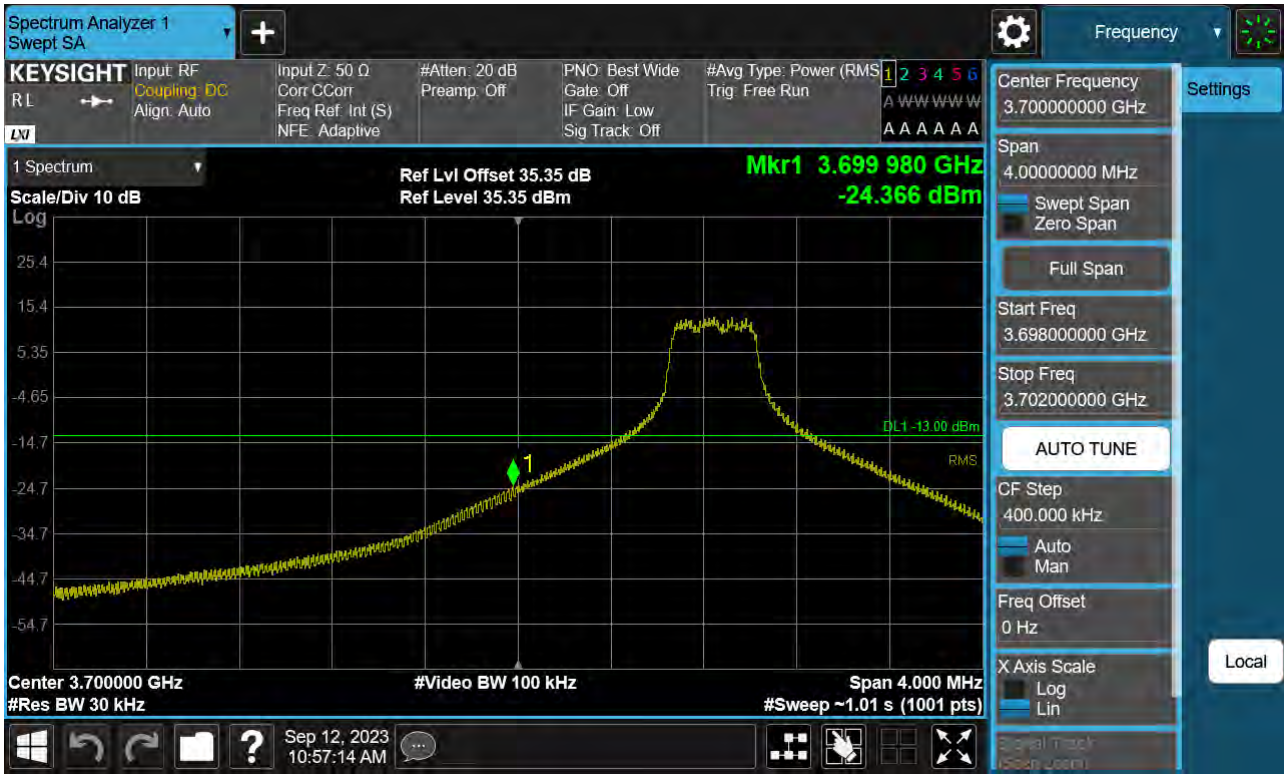 Spectrum Analyzer 1
Swept SA
+
Frequency
KEYSIGHT
RL
LXI
Input: RF
Coupling: DC
Align: Auto
Input Z: 50 Ω
Corr CCorr
Freq Ref: Int (S)
NFE: Adaptive
#Atten: 20 dB
Preamp: Off
PNO: Best Wide
Gate: Off
IF Gain: Low
Sig Track: Off
#Avg Type: Power (RMS
Trig: Free Run
1 2 3 4 5 6
A W W W W W
A A A A A A
1 Spectrum
Scale/Div 10 dB
Log
Ref Lvl Offset 35.35 dB
Ref Level 35.35 dBm
Mkr1 3.699 980 GHz
-24.366 dBm
25.4
15.4
5.35
-4.65
-14.7
-24.7
-34.7
-44.7
-54.7
DL1 -13.00 dBm
RMS
1
Center 3.700000 GHz
#Res BW 30 kHz
#Video BW 100 kHz
Span 4.000 MHz
#Sweep ~1.01 s (1001 pts)
Center Frequency
3.700000000 GHz
Settings
Span
4.00000000 MHz
Swept Span
Zero Span
Full Span
Start Freq
3.698000000 GHz
Stop Freq
3.702000000 GHz
AUTO TUNE
CF Step
400.000 kHz
Auto
Man
Freq Offset
0 Hz
X Axis Scale
Log
Lin
Signal Track
(Span Zoom)
Local
?
Sep 12, 2023
10:57:14 AM